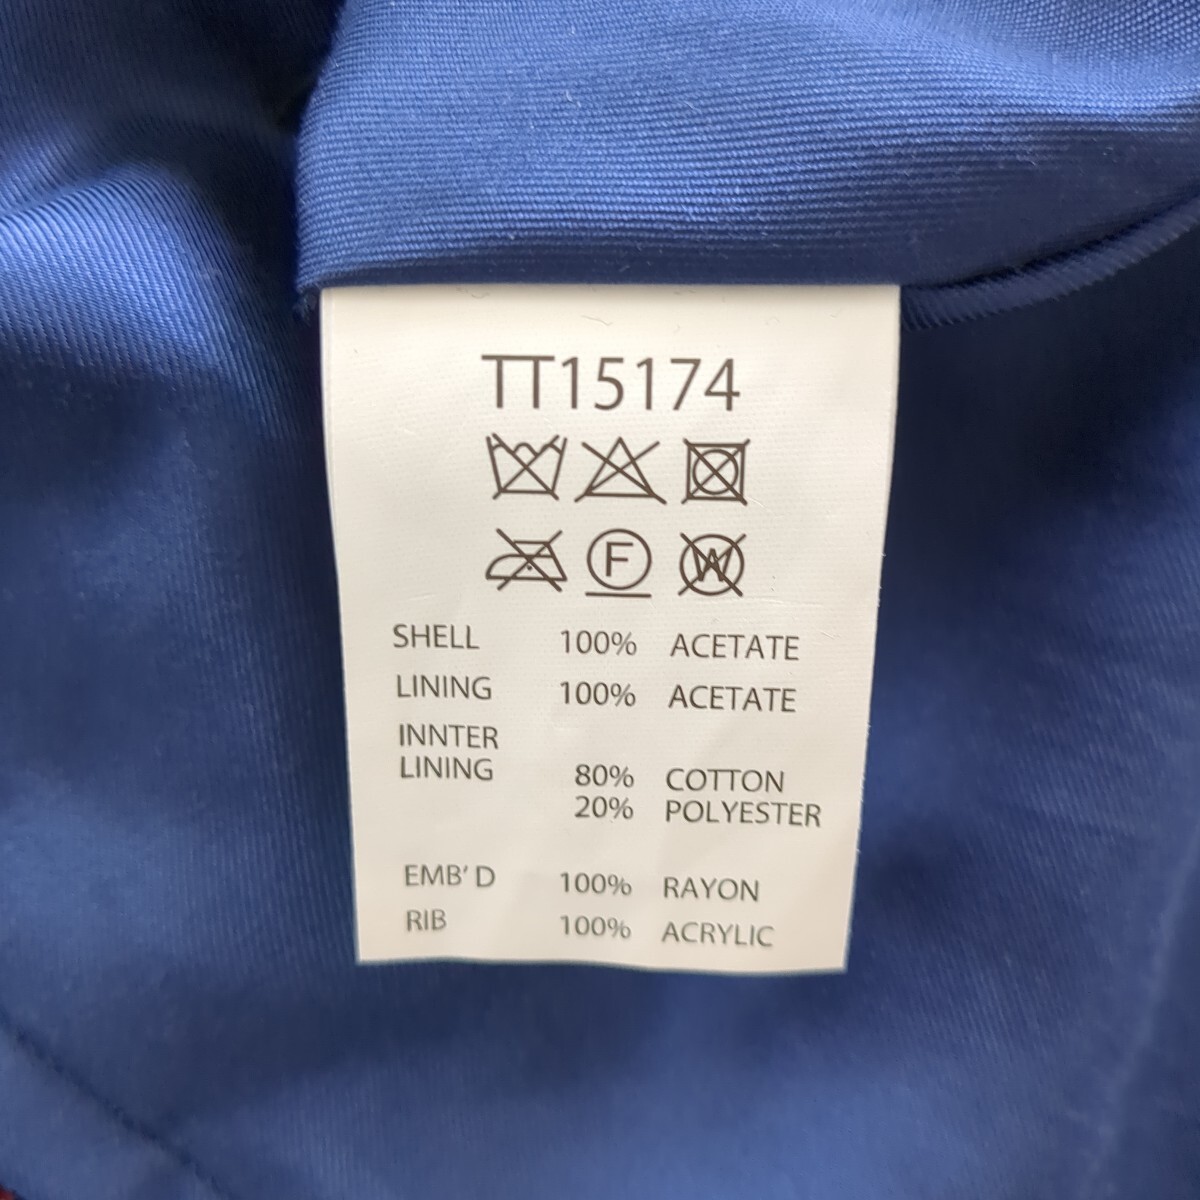 TT15174
F
W
SHELL 100% ACETATE
LINING 100% ACETATE
INNTER
LINING 80% COTTON
20% POLYESTER
EMB'D 100% RAYON
RIB 100% ACRYLIC